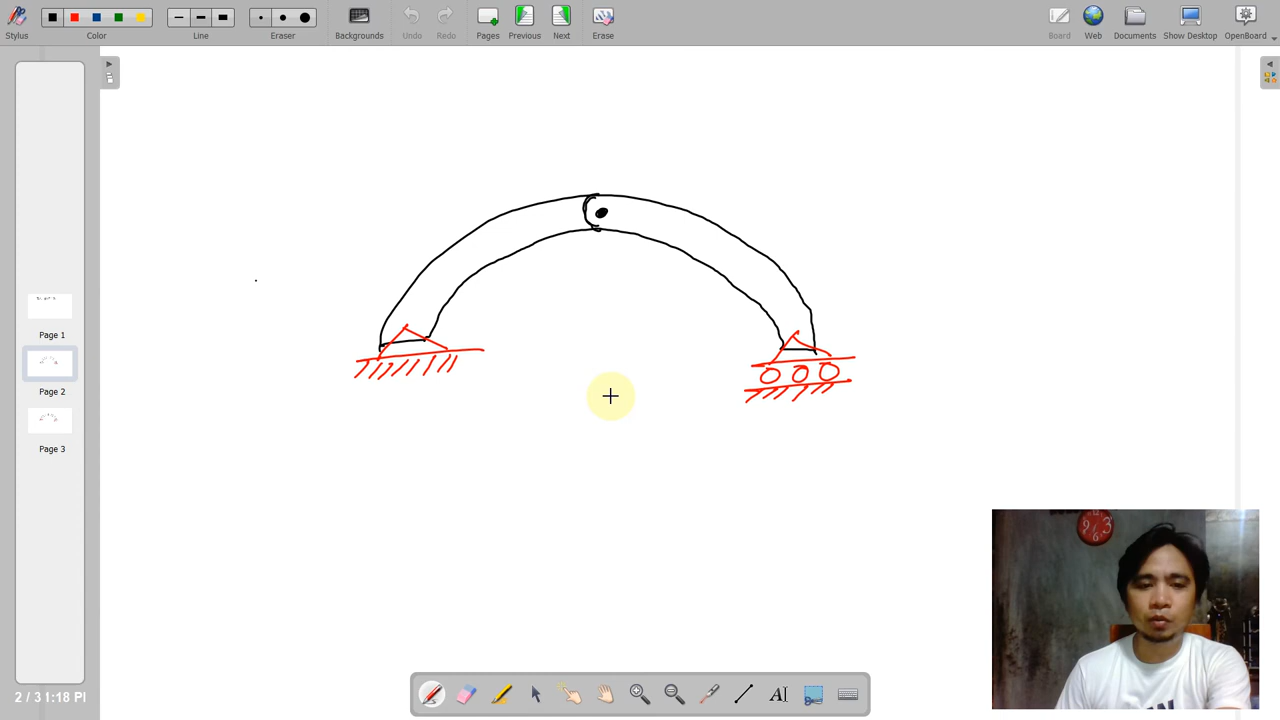 Stylus
Color
Line
Eraser
Backgrounds
Undo
Redo
Pages
Previous
Next
Erase
Board
Web
Documents
Show Desktop
OpenBoard
Page 1
Page 2
Page 3
2 / 3 1:18 PI
AI